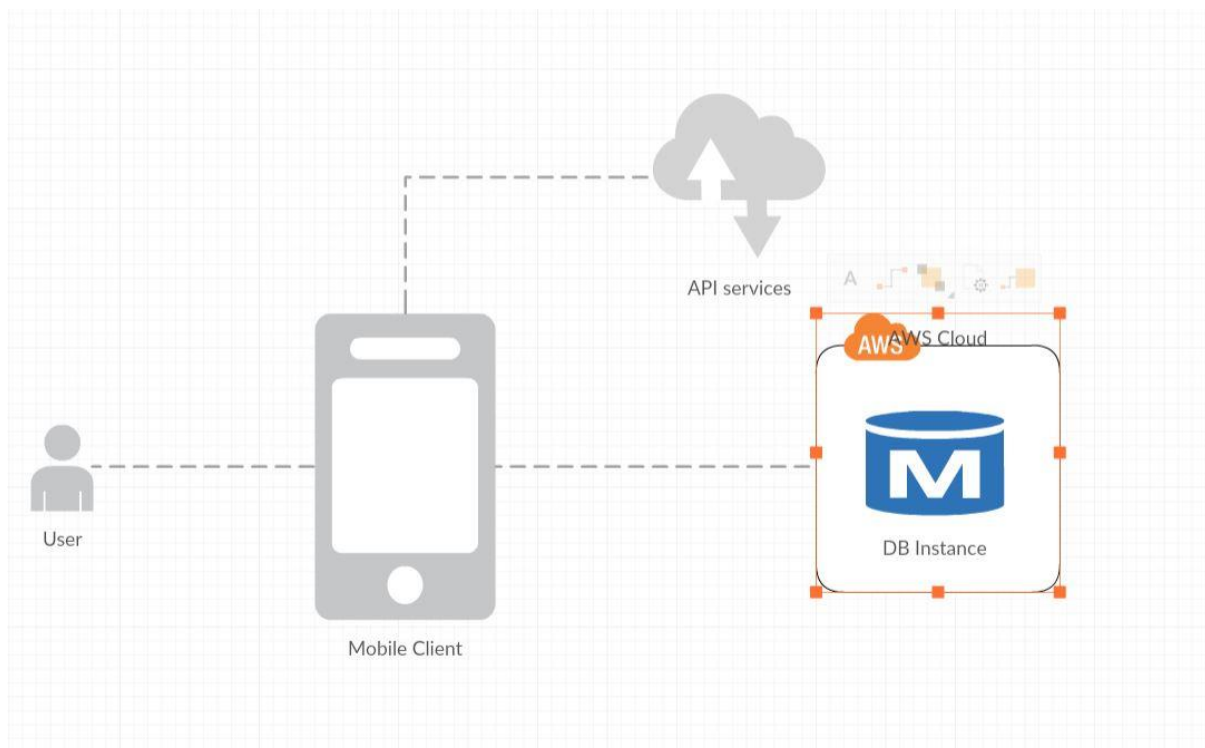 API services
A
AWS
AWS Cloud
M
DB Instance
User
Mobile Client